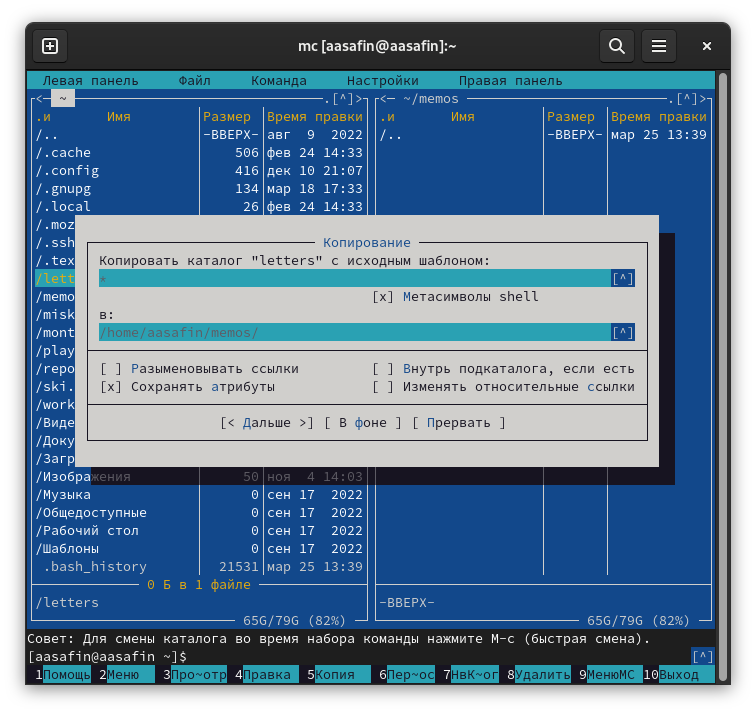 mc [aasafin@aasafin]:~
Левая панель Файл Команда Настройки Правая панель
<─ ~ .[^]> <─ ~/memos .[^]>
.и Имя Размер Время правки .и Имя Размер Время правки
/.. -ВВЕРХ- авг 9 2022 /.. -ВВЕРХ- мар 25 13:39
/.cache 506 фев 24 14:33
/.config 416 дек 10 21:07
/.gnupg 134 мар 18 17:33
/.local 26 фев 24 14:33
/.moz
/.ssh Копирование
/.tex Копировать каталог "letters" с исходным шаблоном:
/lett * [^]
/memo [x] Метасимволы shell
/misk в:
/mont /home/aasafin/memos/ [^]
/play
/repo [ ] Разыменовывать ссылки [ ] Внутрь подкаталога, если есть
/ski. [x] Сохранять атрибуты [ ] Изменять относительные ссылки
/work
/Виде [< Дальше >] [ В фоне ] [ Прервать ]
/Доку
/Загр
/Изображения 50 ноя 4 14:03
/Музыка 0 сен 17 2022
/Общедоступные 0 сен 17 2022
/Рабочий стол 0 сен 17 2022
/Шаблоны 0 сен 17 2022
.bash_history 21531 мар 25 13:39
0 Б в 1 файле
/letters -ВВЕРХ-
65G/79G (82%) 65G/79G (82%)
Совет: Для смены каталога во время набора команды нажмите M-c (быстрая смена).
[aasafin@aasafin ~]$ [^]
1Помощь 2Меню 3Про~отр 4Правка 5Копия 6Пер~ос 7НвК~ог 8Удалить 9МенюМС 10Выход